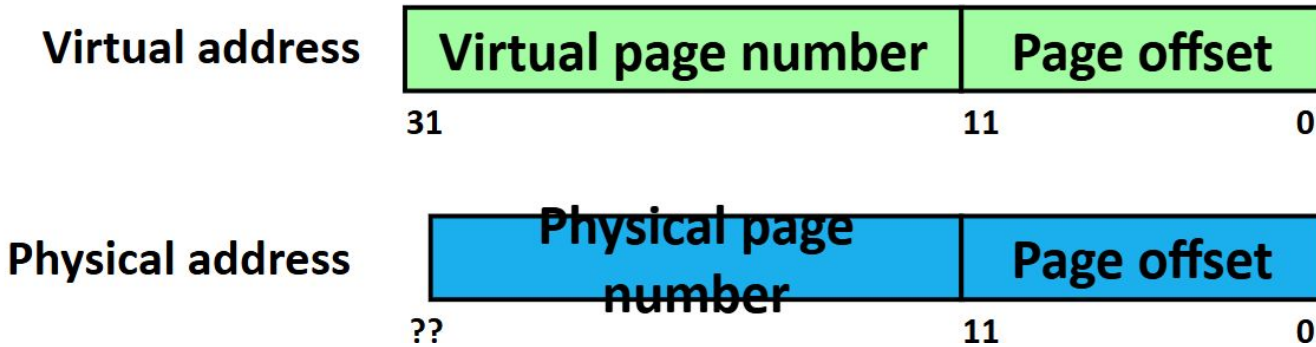 Virtual address Virtual page number Page offset
31 11 0
Physical address Physical page number Page offset
?? 11 0